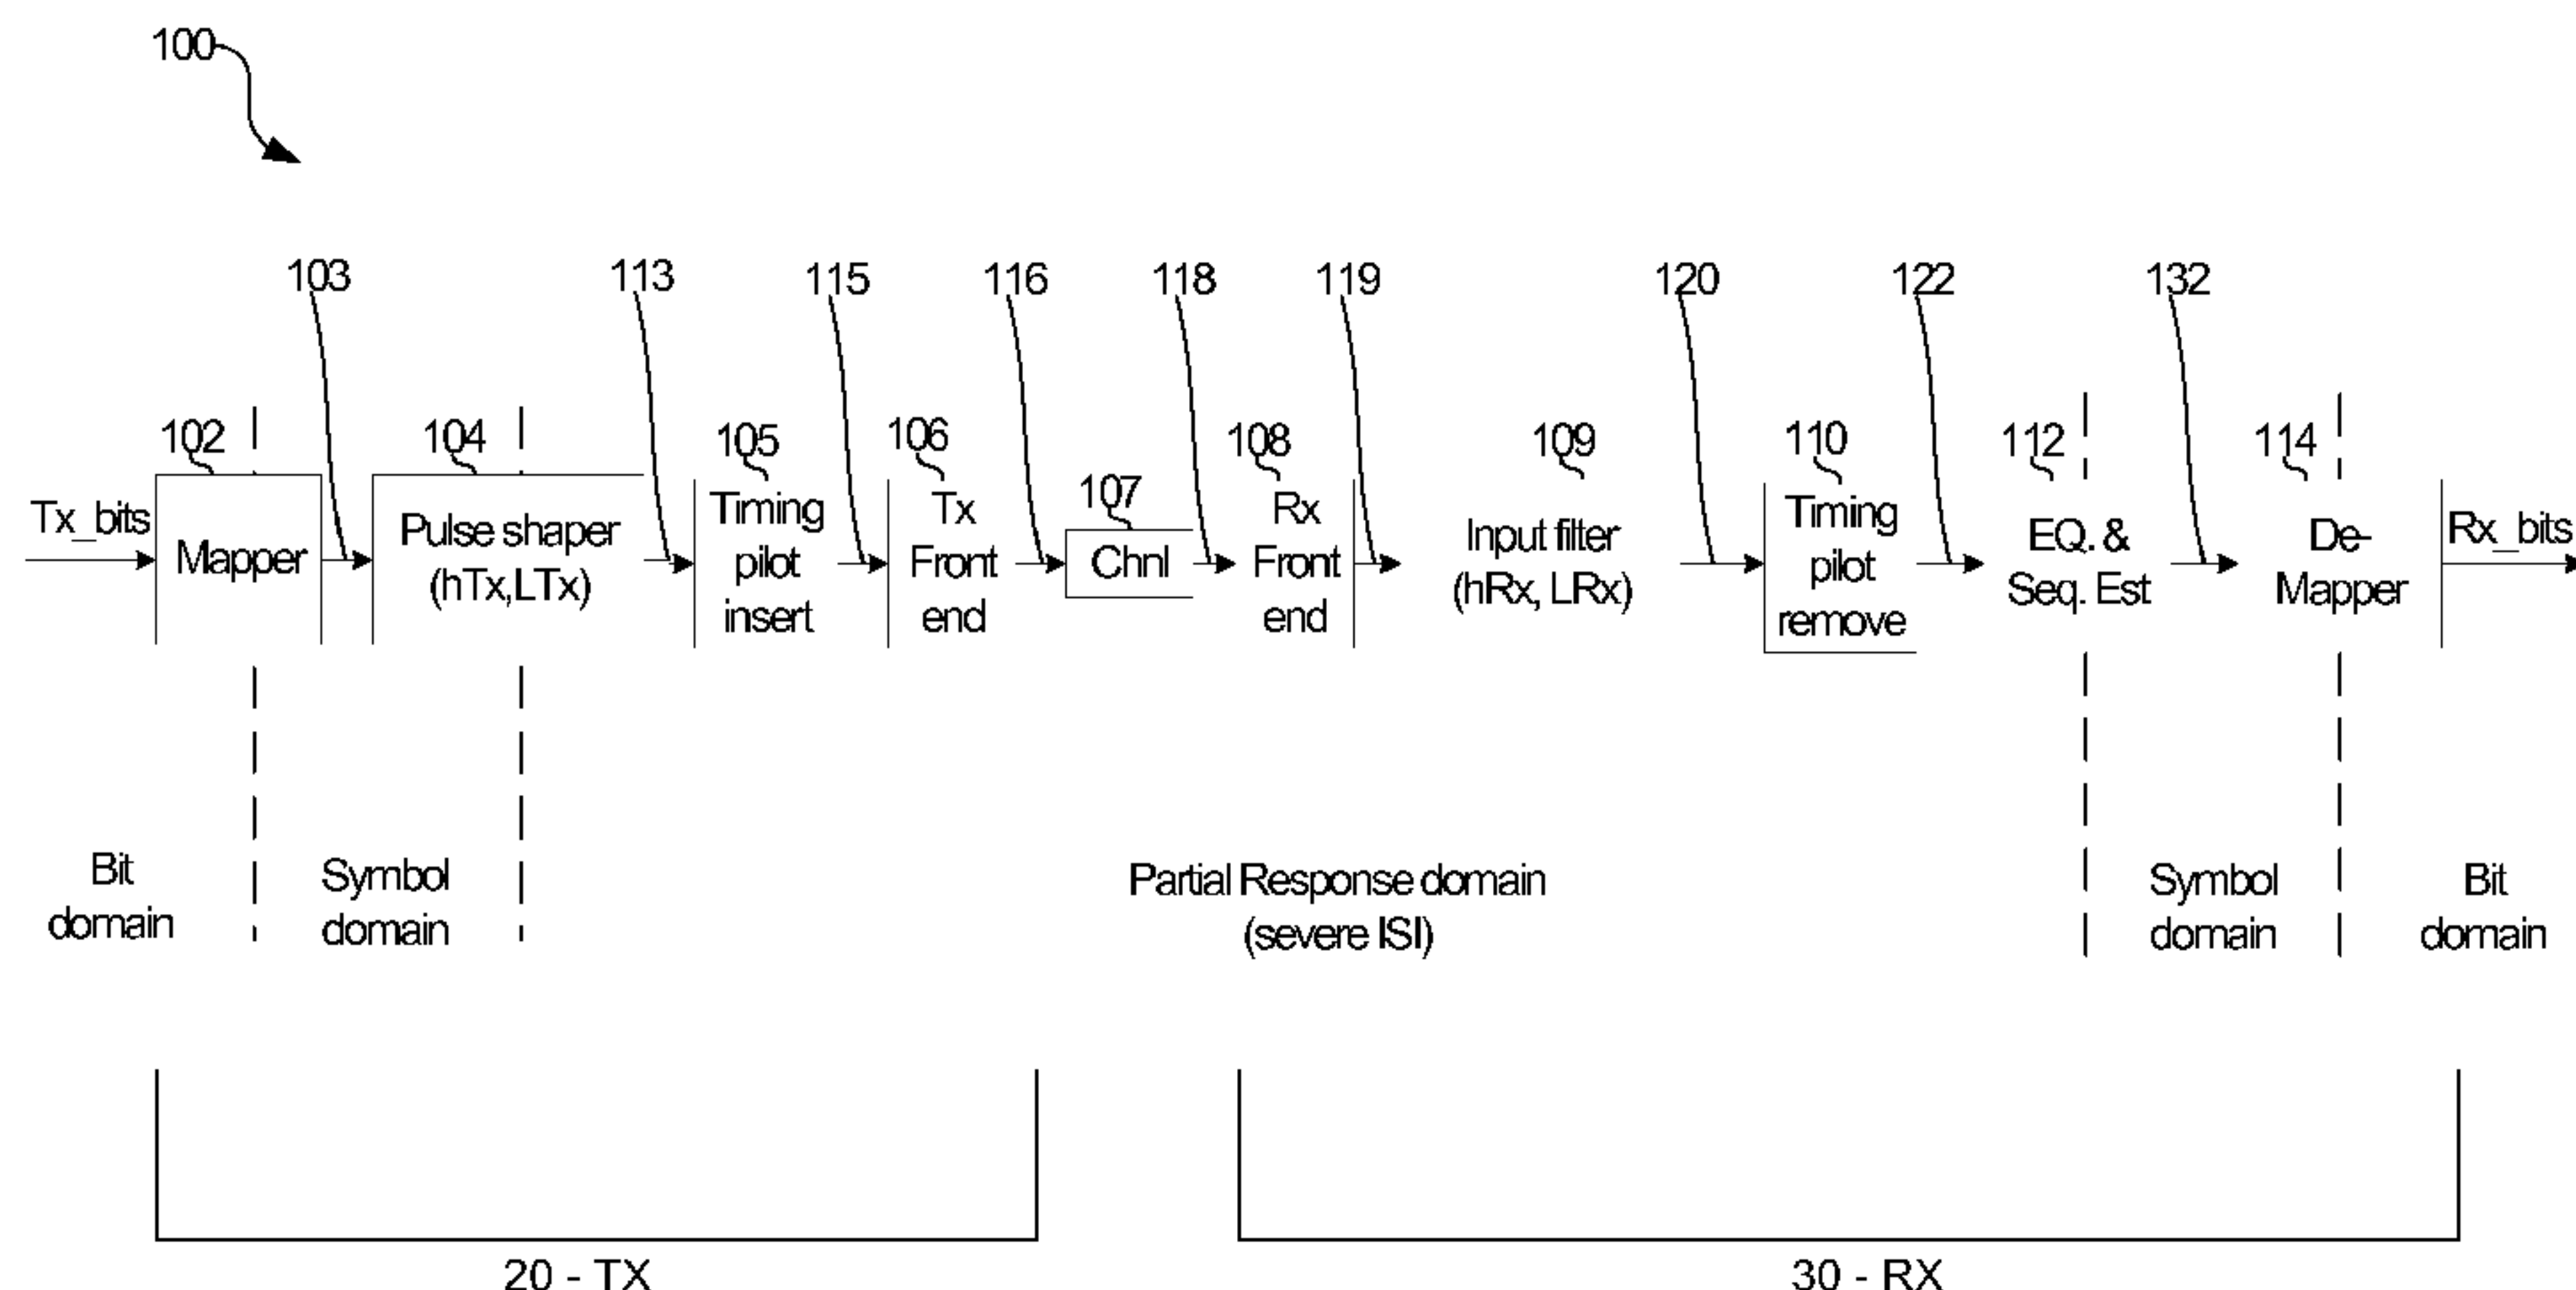 100
103 113 115 116 118 119 120 122 132
102 104 105 106 107 108 109 110 112 114
Tx_bits
Mapper
Pulse shaper
(hTx,LTx)
Timing
pilot
insert
Tx
Front
end
Chnl
Rx
Front
end
Input filter
(hRx, LRx)
Timing
pilot
remove
EQ. &
Seq. Est
De-
Mapper
Rx_bits
Bit
domain
Symbol
domain
Partial Response domain
(severe ISI)
Symbol
domain
Bit
domain
20 - TX
30 - RX